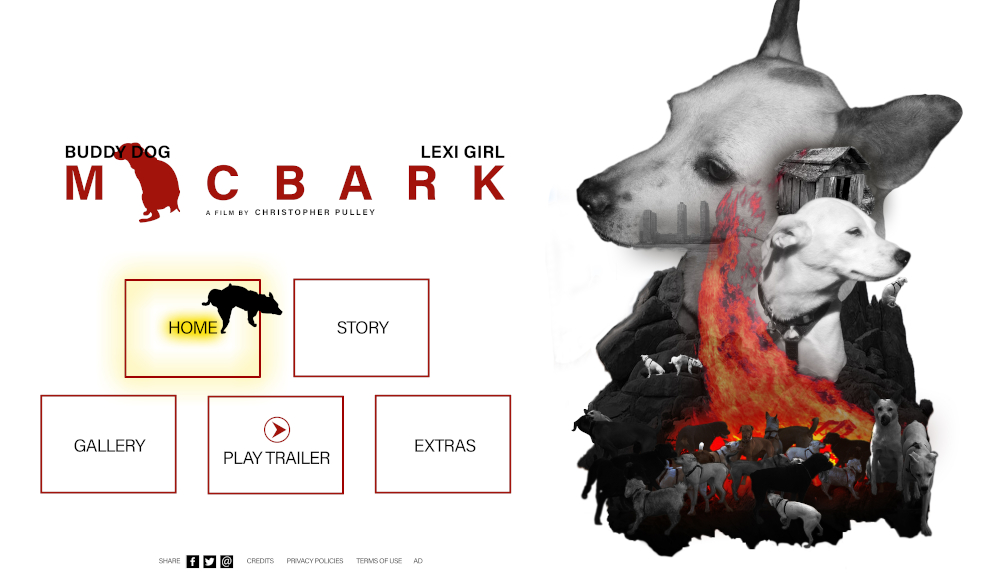 BUDDY DOG
LEXI GIRL
M CBARK
A FILM BY CHRISTOPHER PULLEY
HOME
STORY
GALLERY
PLAY TRAILER
EXTRAS
SHARE f @ CREDITS PRIVACY POLICIES TERMS OF USE AD